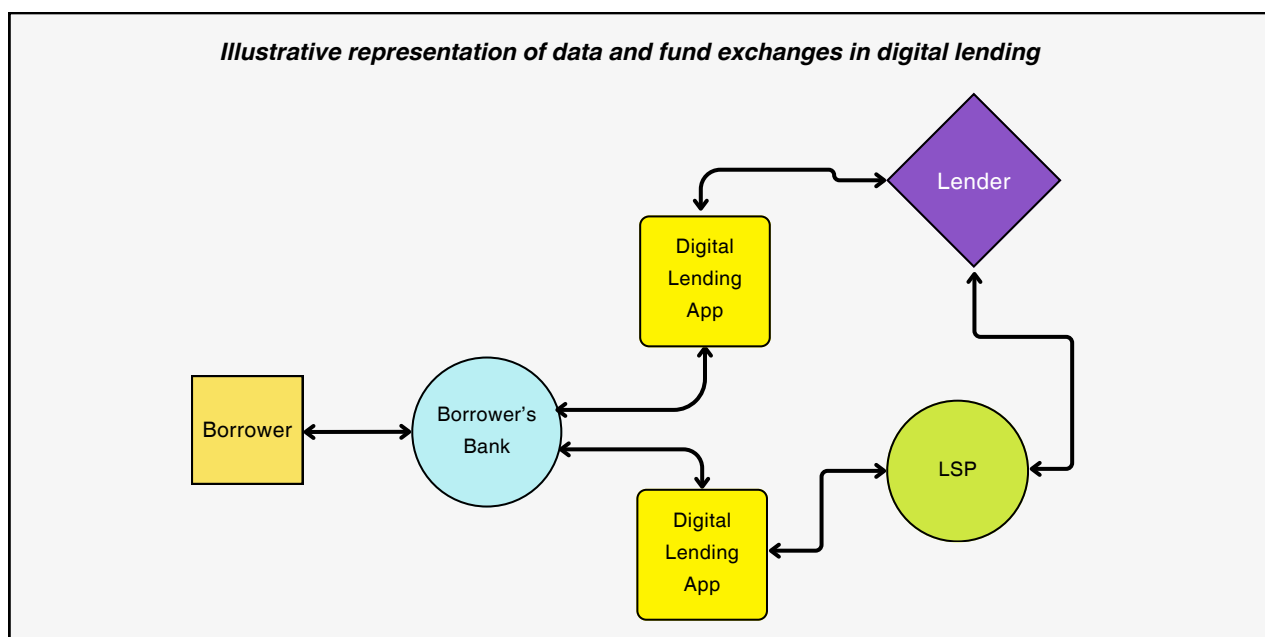 Illustrative representation of data and fund exchanges in digital lending
Lender
Digital
Lending
App
Borrower
Borrower’s
Bank
LSP
Digital
Lending
App